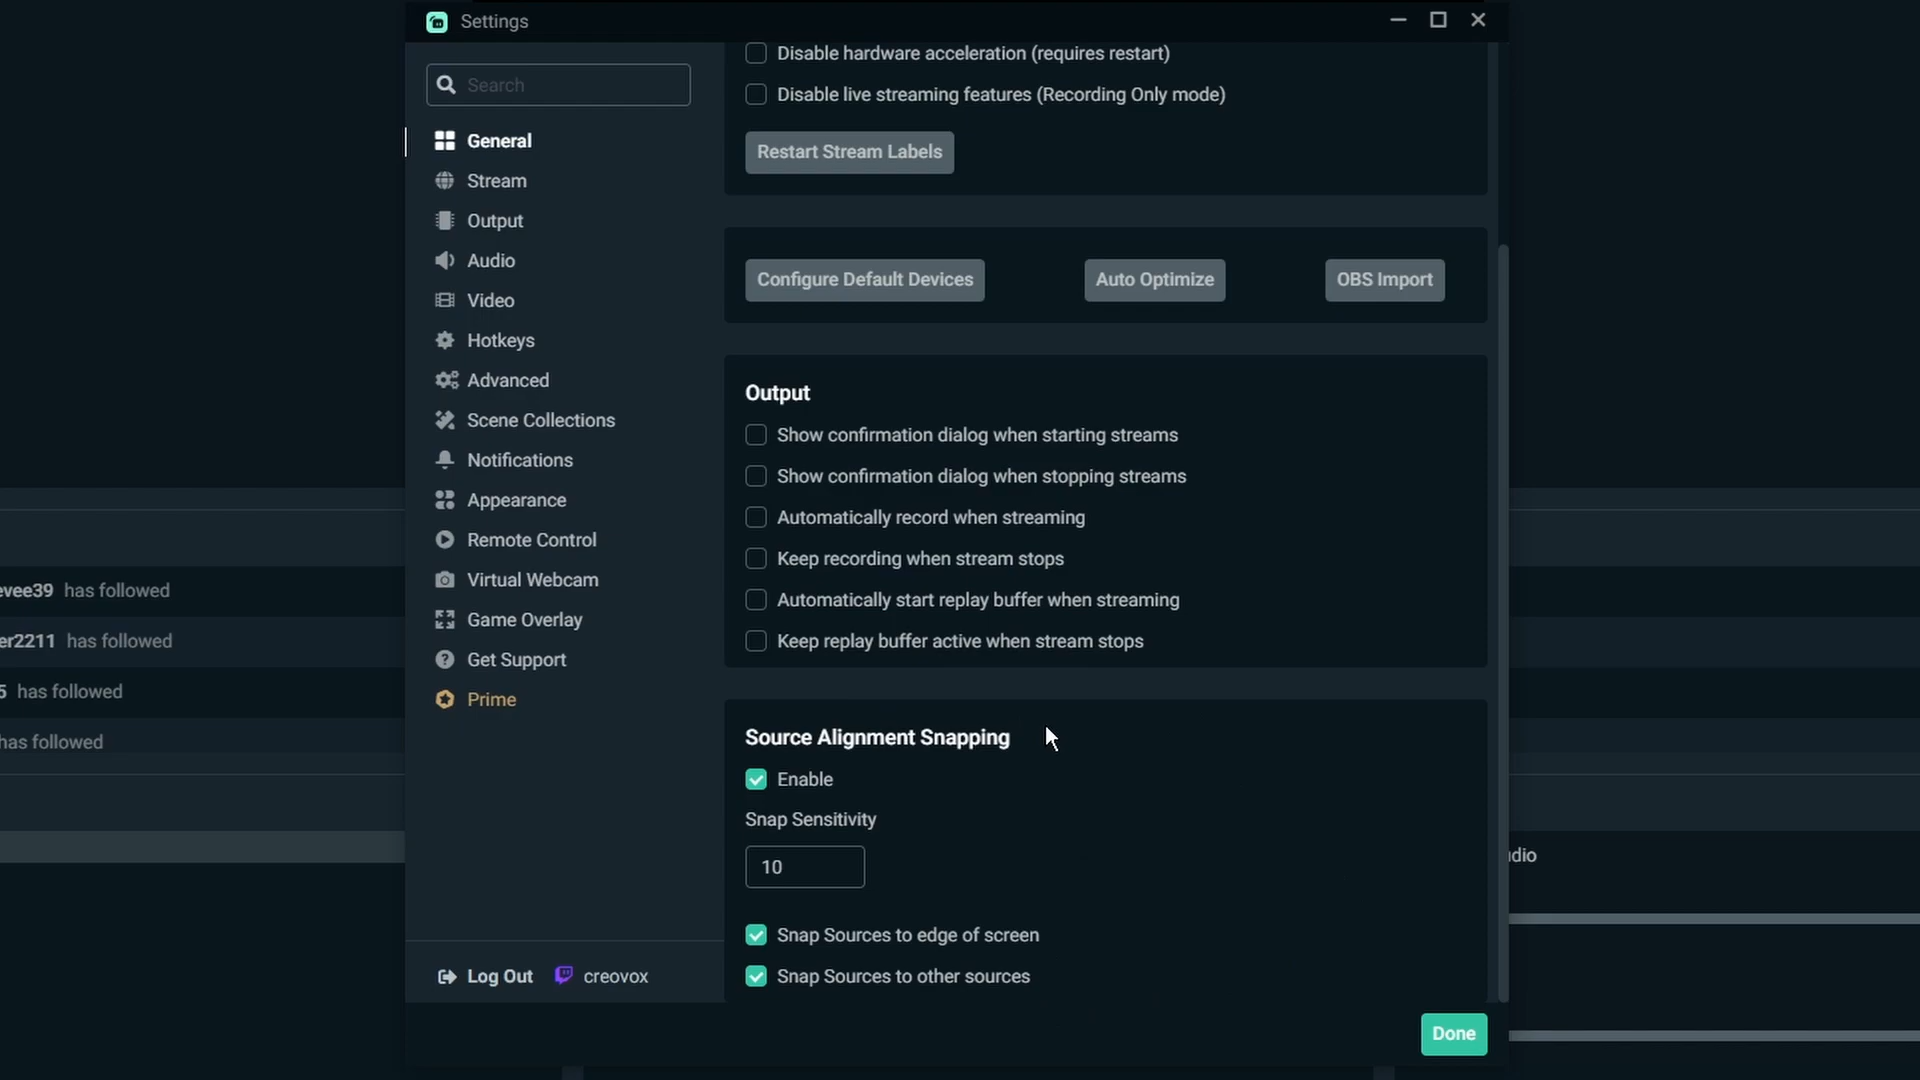 Settings
Search
General
Stream
Output
Audio
Video
Hotkeys
Advanced
Scene Collections
Notifications
Appearance
Remote Control
Virtual Webcam
Game Overlay
Get Support
Prime
Log Out creovox
Disable hardware acceleration (requires restart)
Disable live streaming features (Recording Only mode)
Restart Stream Labels
Configure Default Devices Auto Optimize OBS Import
Output
Show confirmation dialog when starting streams
Show confirmation dialog when stopping streams
Automatically record when streaming
Keep recording when stream stops
Automatically start replay buffer when streaming
Keep replay buffer active when stream stops
Source Alignment Snapping
Enable
Snap Sensitivity
10
Snap Sources to edge of screen
Snap Sources to other sources
Done
evee39 has followed
er2211 has followed
5 has followed
has followed
dio